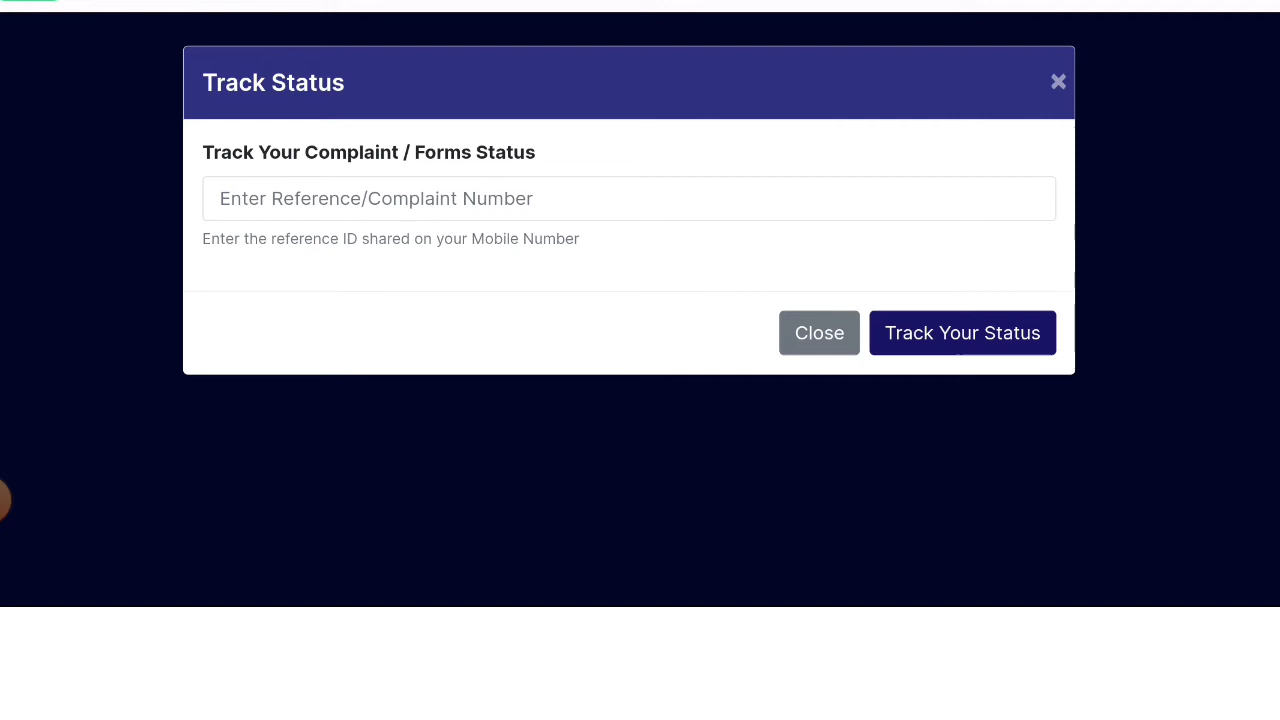 Track Status
×
Track Your Complaint / Forms Status
Enter Reference/Complaint Number
Enter the reference ID shared on your Mobile Number
Close
Track Your Status